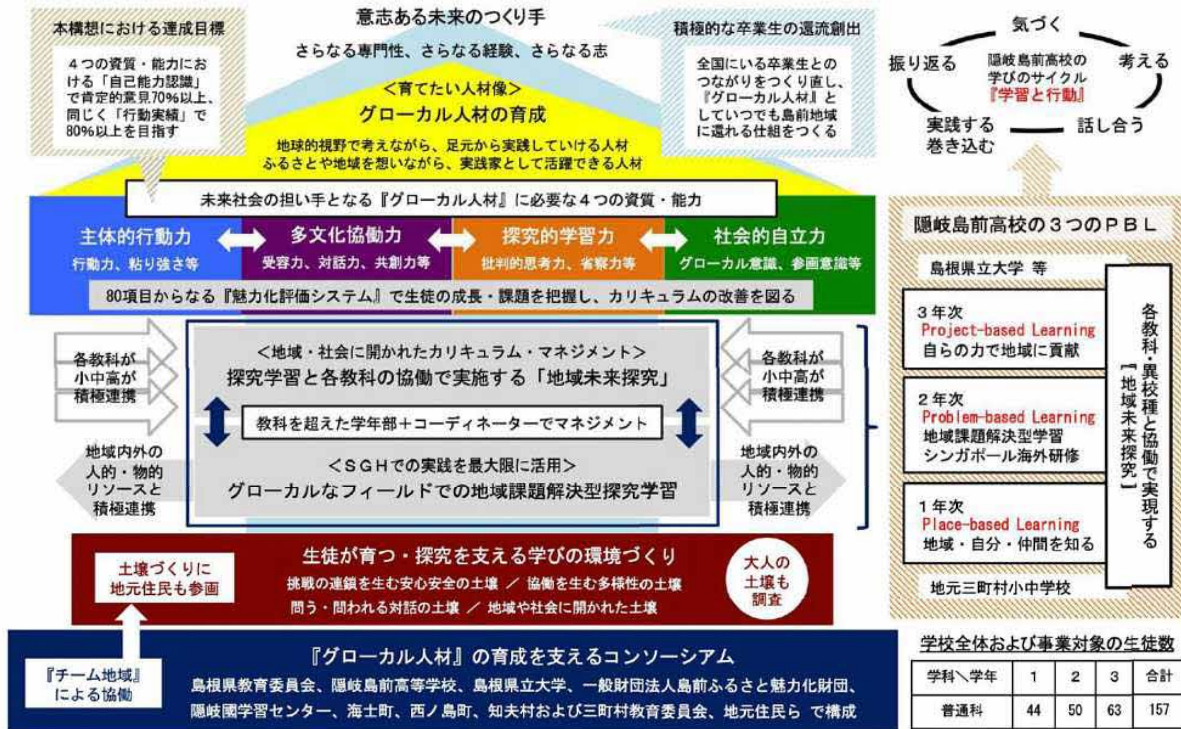 本構想における達成目標
4つの資質・能力に
おける「自己能力認識」
で肯定的意見70%以上、
同じく「行動実績」で
80%以上を目指す
意志ある未来のつくり手
さらなる専門性、さらなる経験、さらなる志
<育てたい人材像>
グローカル人材の育成
地球的視野で考えながら、足元から実践していける人材
ふるさとや地域を想いながら、実践家として活躍できる人材
積極的な卒業生の還流創出
全国にいる卒業生との
つながりをつくり直し、
『グローカル人材』と
していつでも島前地域
に還れる仕組をつくる
気づく
考える
話し合う
実践する
巻き込む
振り返る
隠岐島前高校の
学びのサイクル
『学習と行動』
未来社会の担い手となる『グローカル人材』に必要な4つの資質・能力
主体的行動力
行動力、粘り強さ等
多文化協働力
受容力、対話力、共創力等
探究的学習力
批判的思考力、省察力等
社会的自立力
グローカル意識、参画意識等
80項目からなる『魅力化評価システム』で生徒の成長・課題を把握し、カリキュラムの改善を図る
各教科が
小中高が
積極連携
<地域・社会に開かれたカリキュラム・マネジメント>
探究学習と各教科の協働で実施する「地域未来探究」
各教科が
小中高が
積極連携
教科を超えた学年部+コーディネーターでマネジメント
地域内外の
人的・物的
リソースと
積極連携
<SGHでの実践を最大限に活用>
グローカルなフィールドでの地域課題解決型探究学習
地域内外の
人的・物的
リソースと
積極連携
土壌づくりに
地元住民も参画
生徒が育つ・探究を支える学びの環境づくり
挑戦の連鎖を生む安心安全の土壌 / 協働を生む多様性の土壌
問う・問われる対話の土壌 / 地域や社会に開かれた土壌
大人の
土壌も
調査
『チーム地域』
による協働
『グローカル人材』の育成を支えるコンソーシアム
島根県教育委員会、隠岐島前高等学校、島根県立大学、一般財団法人島前ふるさと魅力化財団、
隠岐國学習センター、海士町、西ノ島町、知夫村および三町村教育委員会、地元住民ら で構成
隠岐島前高校の3つのPBL
島根県立大学 等
3年次
Project-based Learning
自らの力で地域に貢献
2年次
Problem-based Learning
地域課題解決型学習
シンガポール海外研修
1年次
Place-based Learning
地域・自分・仲間を知る
各教科・異校種と協働で実現する
【地域未来探究】
地元三町村小中学校
学校全体および事業対象の生徒数
学科\学年 1 2 3 合計
普通科 44 50 63 157